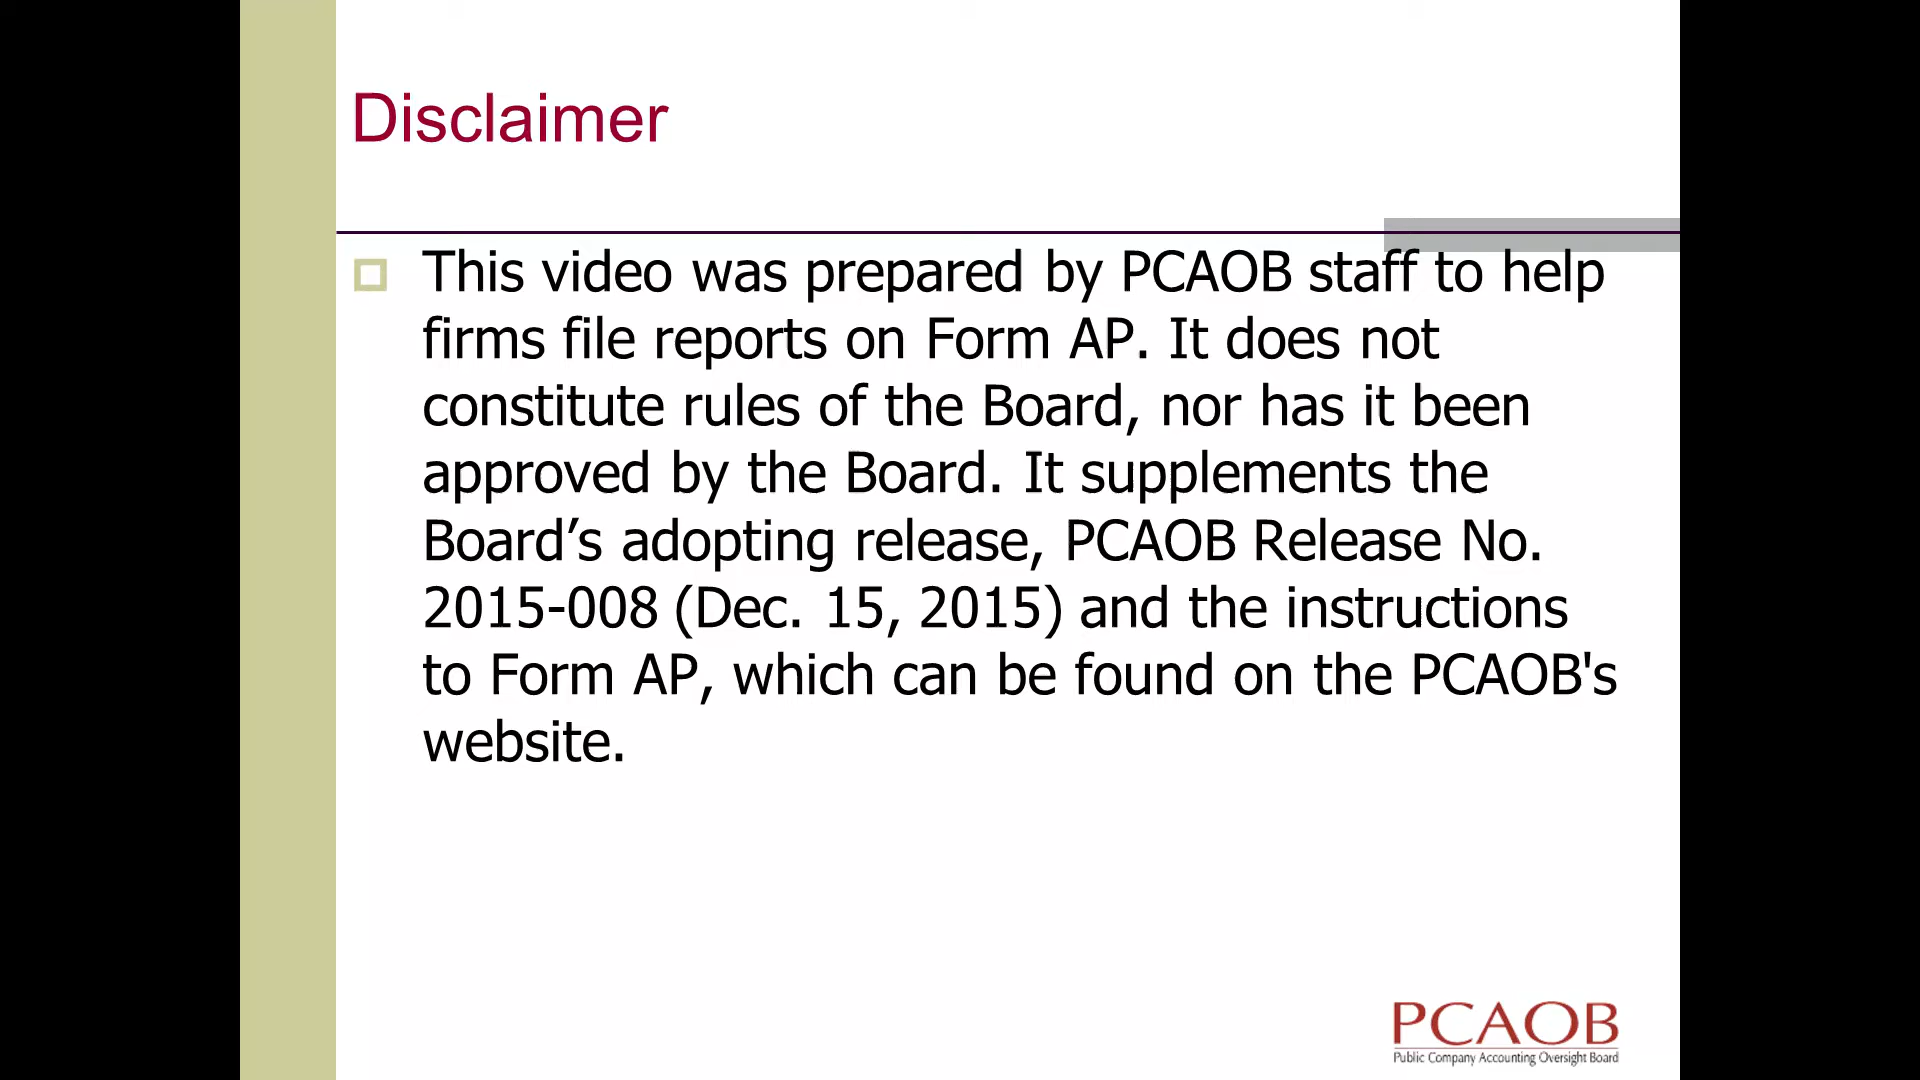 Disclaimer
This video was prepared by PCAOB staff to help
firms file reports on Form AP. It does not
constitute rules of the Board, nor has it been
approved by the Board. It supplements the
Board’s adopting release, PCAOB Release No.
2015-008 (Dec. 15, 2015) and the instructions
to Form AP, which can be found on the PCAOB's
website.
PCAOB
Public Company Accounting Oversight Board